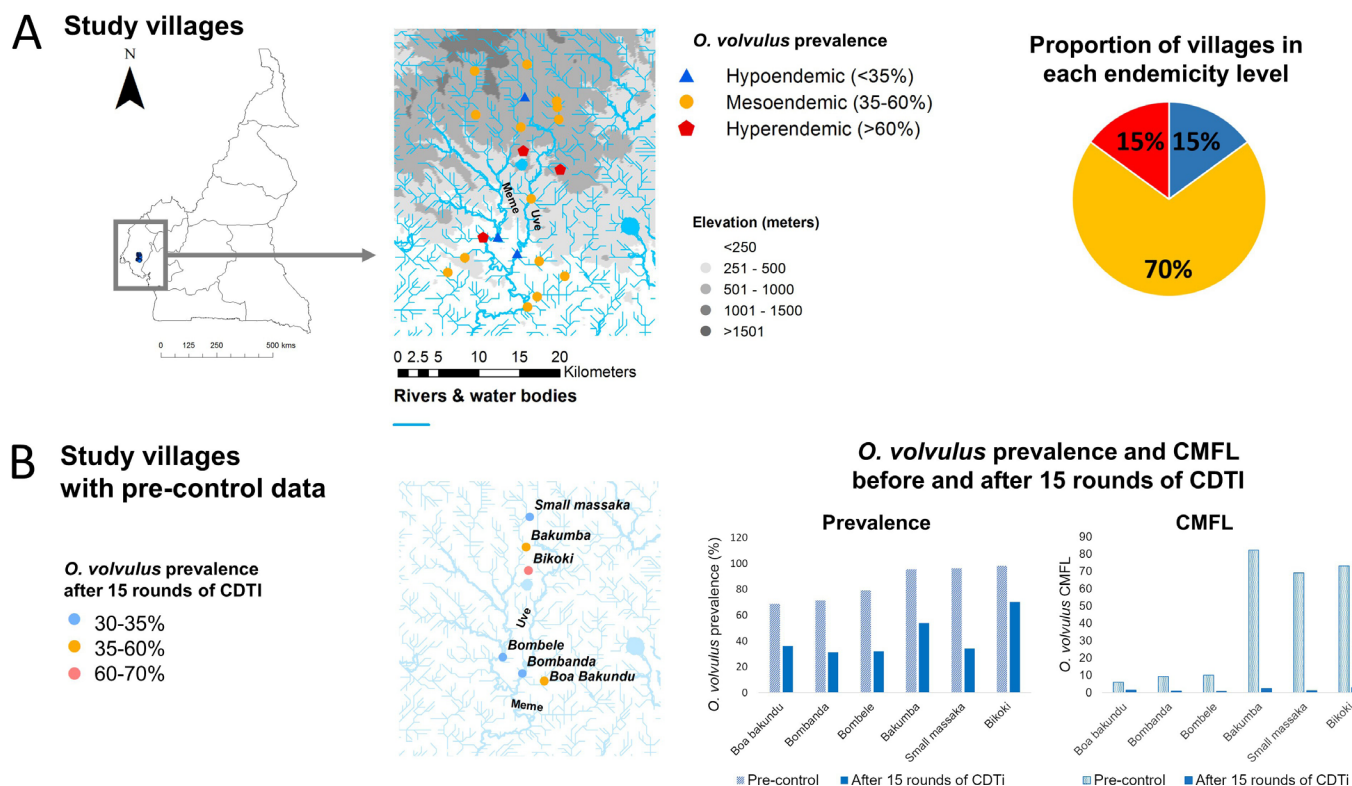 A
Study villages
N
0 125 250 500 kms
Meme
Uve
0 2.5 5 10 15 20
Kilometers
Rivers & water bodies
O. volvulus prevalence
Hypoendemic (<35%)
Mesoendemic (35-60%)
Hyperendemic (>60%)
Elevation (meters)
<250
251 - 500
501 - 1000
1001 - 1500
>1501
Proportion of villages in
each endemicity level
15%
15%
70%
B
Study villages
with pre-control data
O. volvulus prevalence
after 15 rounds of CDTI
30-35%
35-60%
60-70%
Small massaka
Bakumba
Bikoki
Uve
Bombele
Bombanda
Boa Bakundu
Meme
O. volvulus prevalence and CMFL
before and after 15 rounds of CDTI
Prevalence
O. volvulus prevalence (%)
120
100
80
60
40
20
0
Boa bakundu
Bombanda
Bombele
Bakumba
Small massaka
Bikoki
Pre-control
After 15 rounds of CDTi
CMFL
O. volvulus CMFL
90
80
70
60
50
40
30
20
10
0
Boa bakundu
Bombanda
Bombele
Bakumba
Small massaka
Bikoki
Pre-control
After 15 rounds of CDTi